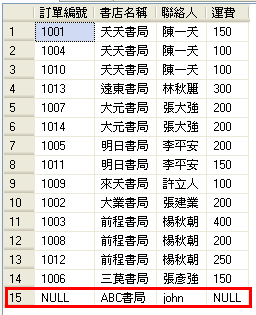 訂單編號 書店名稱 聯絡人 運費
1 1001 天天書局 陳一天 150
2 1004 天天書局 陳一天 100
3 1010 天天書局 陳一天 100
4 1013 遠東書局 林秋麗 300
5 1007 大元書局 張大強 200
6 1014 大元書局 張大強 200
7 1005 明日書局 李平安 200
8 1011 明日書局 李平安 150
9 1009 來天書局 許立人 100
10 1002 大業書局 張建業 200
11 1003 前程書局 楊秋朝 400
12 1008 前程書局 楊秋朝 200
13 1012 前程書局 楊秋朝 250
14 1006 三萇書局 張彥強 150
15 NULL ABC書局 john NULL